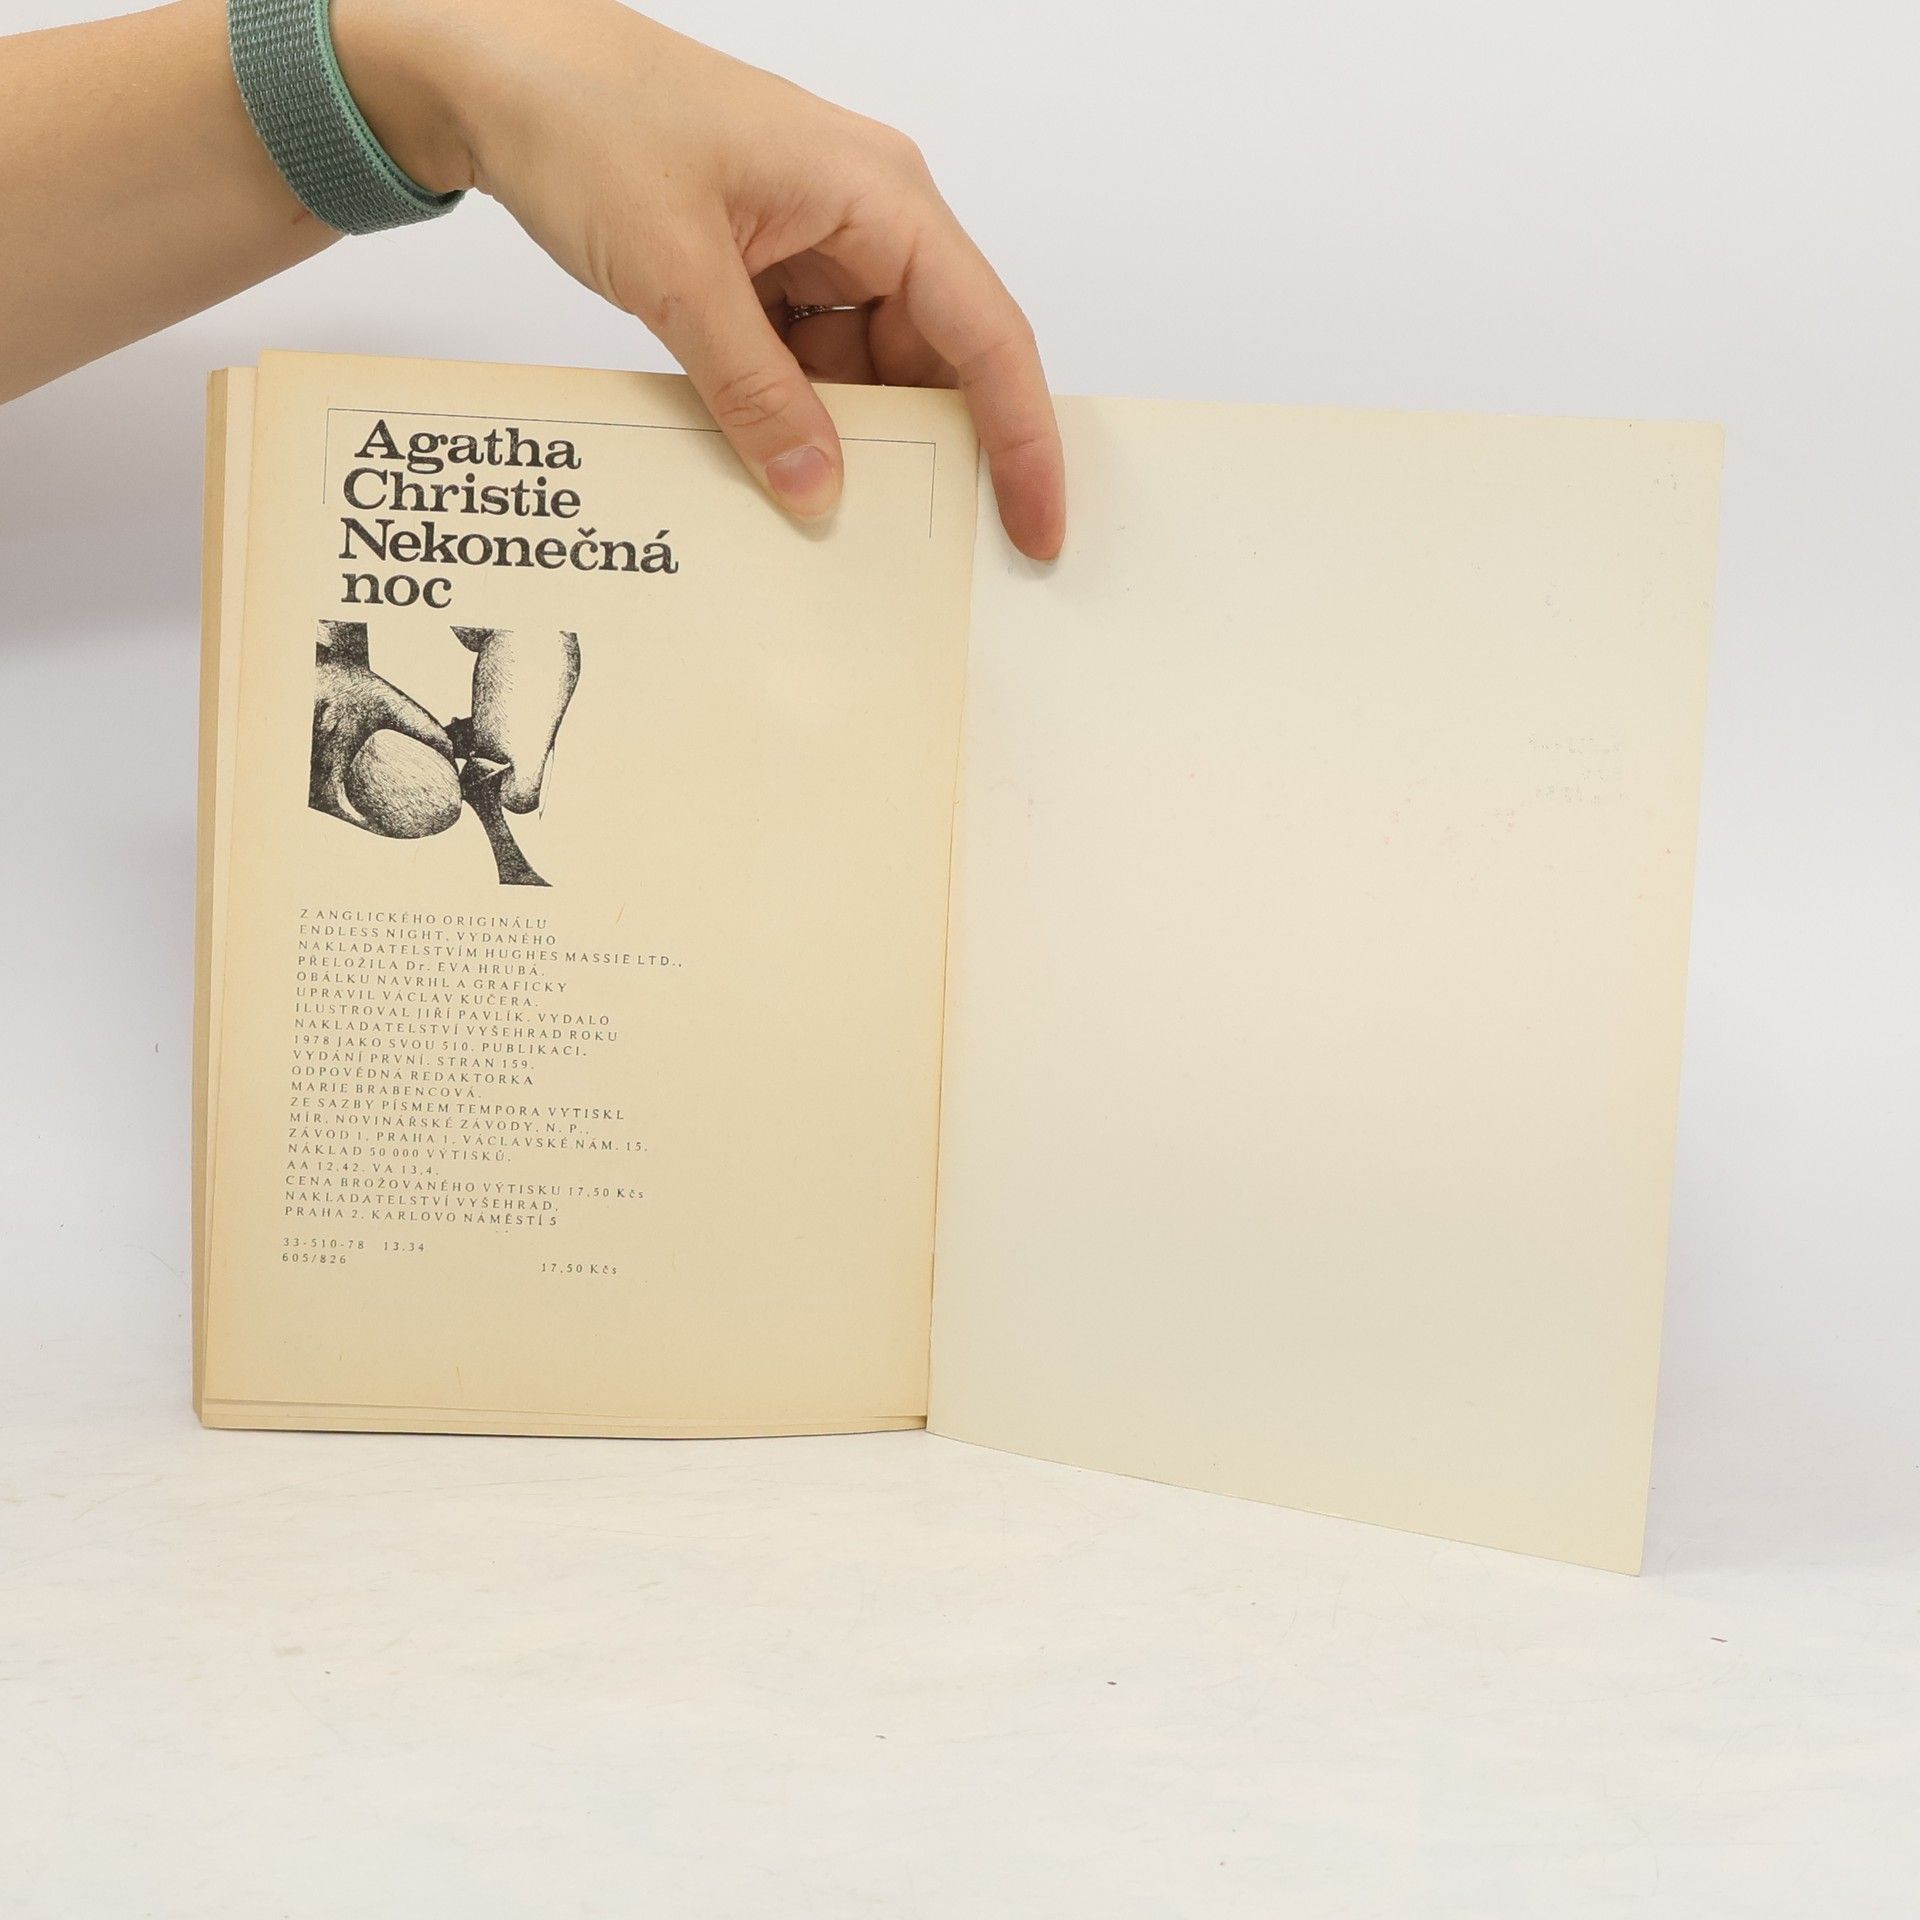 Agatha
Christie
Nekonečná
noc
Z ANGLICKÉHO ORIGINÁLU
ENDLESS NIGHT, VYDANÉHO
NAKLADATELSTVÍM HUGHES MASSIE LTD.,
PŘELOŽILA Dr. EVA HRUBÁ.
OBÁLKU NAVRHL A GRAFICKY
UPRAVIL VÁCLAV KUČERA.
ILUSTROVAL JIŘÍ PAVLÍK. VYDALO
NAKLADATELSTVÍ VYŠEHRAD ROKU
1978 JAKO SVOU 510. PUBLIKACI.
VYDÁNÍ PRVNÍ. STRAN 159.
ODPOVĚDNÁ REDAKTORKA
MARIE BRABENCOVÁ.
ZE SAZBY PÍSMEM TEMPORA VYTISKL
MÍR, NOVINÁŘSKÉ ZÁVODY, N. P.,
ZÁVOD 1, PRAHA 1, VÁCLAVSKÉ NÁM. 15.
NÁKLAD 50 000 VÝTISKŮ.
AA 12,42. VA 13,4.
CENA BROŽOVANÉHO VÝTISKU 17,50 Kčs
NAKLADATELSTVÍ VYŠEHRAD,
PRAHA 2, KARLOVO NÁMĚSTÍ 5
33-510-78 13.34
605/826
17,50 Kčs